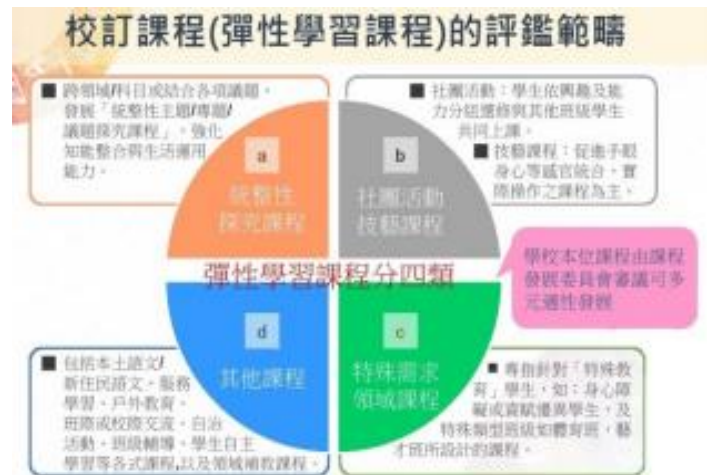 校訂課程(彈性學習課程)的評鑑範疇
■ 跨領域/科目或結合各項議題，
發展「統整性主題/專題/
議題探究課程」，強化
知能整合與生活運用
能力。
■ 社團活動：學生依興趣及能
力分組選修與其他班級學生
共同上課。
■ 技藝課程：促進手眼
身心等感官統合，實
際操作之課程為主。
a
統整性
探究課程
b
社團活動
技藝課程
彈性學習課程分四類
學校本位課程由課程
發展委員會審議可多
元適性發展
d
其他課程
c
特殊需求
領域課程
■ 包括本土語文/
新住民語文、服務
學習、戶外教育、
班際或校際交流、自治
活動、班級輔導、學生自主
學習等各式課程,以及領域補救課程。
■ 專指針對「特殊教
育」學生，如：身心障
礙或資賦優異學生，及
特殊類型班級如體育班，藝
才班所設計的課程。